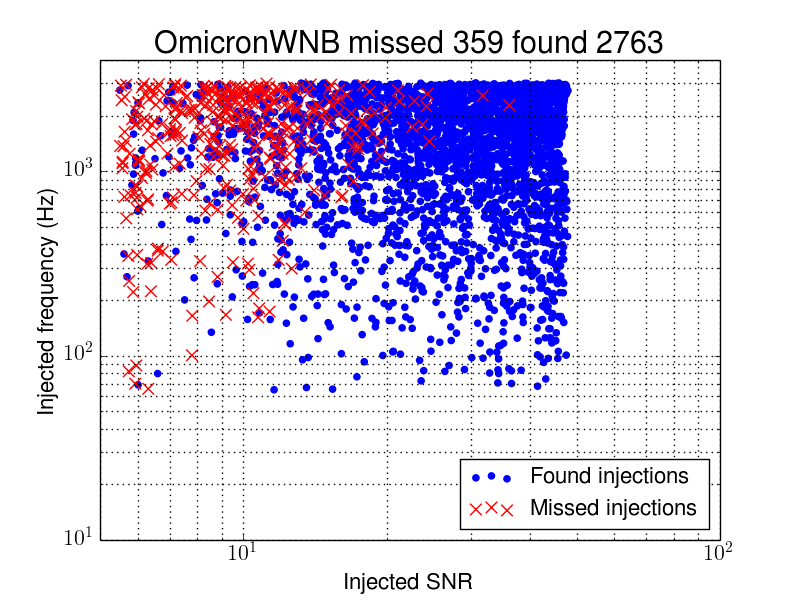 OmicronWNB missed 359 found 2763
Injected frequency (Hz)
10^3
10^2
10^1
Found injections
Missed injections
10^1
10^2
Injected SNR